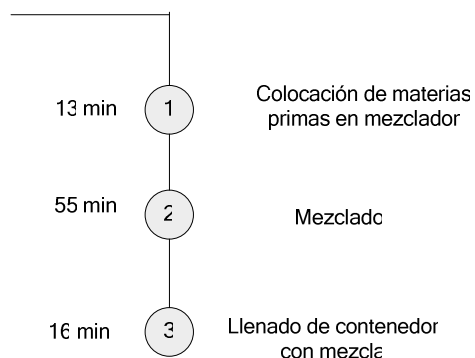 13 min
1
Colocación de materias
primas en mezclador
55 min
2
Mezclado
16 min
3
Llenado de contenedor
con mezcla